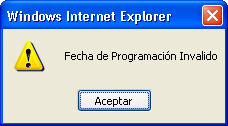 Windows Internet Explorer
Fecha de Programación Invalido
Aceptar